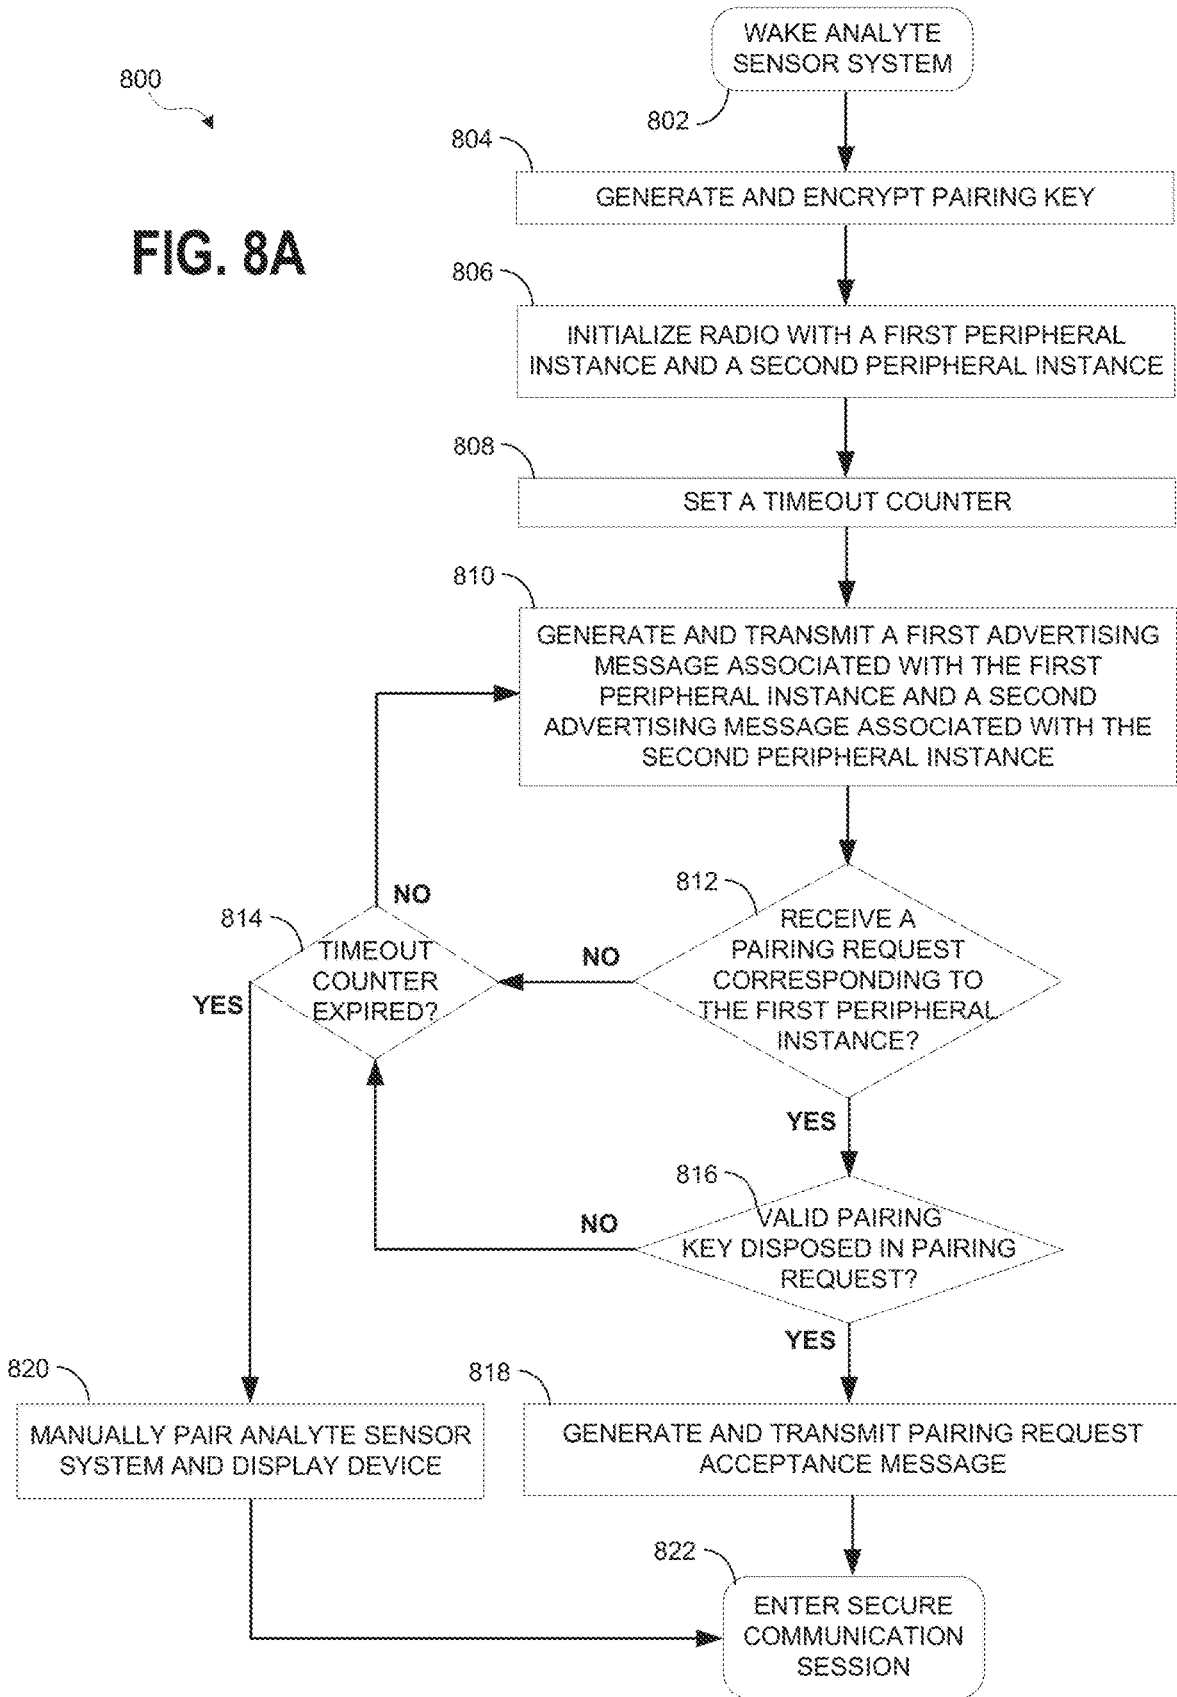 WAKE ANALYTE
SENSOR SYSTEM
800
802
804
GENERATE AND ENCRYPT PAIRING KEY
FIG. 8A
806
INITIALIZE RADIO WITH A FIRST PERIPHERAL
INSTANCE AND A SECOND PERIPHERAL INSTANCE
808
SET A TIMEOUT COUNTER
810
GENERATE AND TRANSMIT A FIRST ADVERTISING
MESSAGE ASSOCIATED WITH THE FIRST
PERIPHERAL INSTANCE AND A SECOND
ADVERTISING MESSAGE ASSOCIATED WITH THE
SECOND PERIPHERAL INSTANCE
812
RECEIVE A
PAIRING REQUEST
CORRESPONDING TO
THE FIRST PERIPHERAL
INSTANCE?
NO
814
TIMEOUT
COUNTER
EXPIRED?
NO
YES
YES
816
VALID PAIRING
KEY DISPOSED IN PAIRING
REQUEST?
NO
YES
820
MANUALLY PAIR ANALYTE SENSOR
SYSTEM AND DISPLAY DEVICE
818
GENERATE AND TRANSMIT PAIRING REQUEST
ACCEPTANCE MESSAGE
822
ENTER SECURE
COMMUNICATION
SESSION